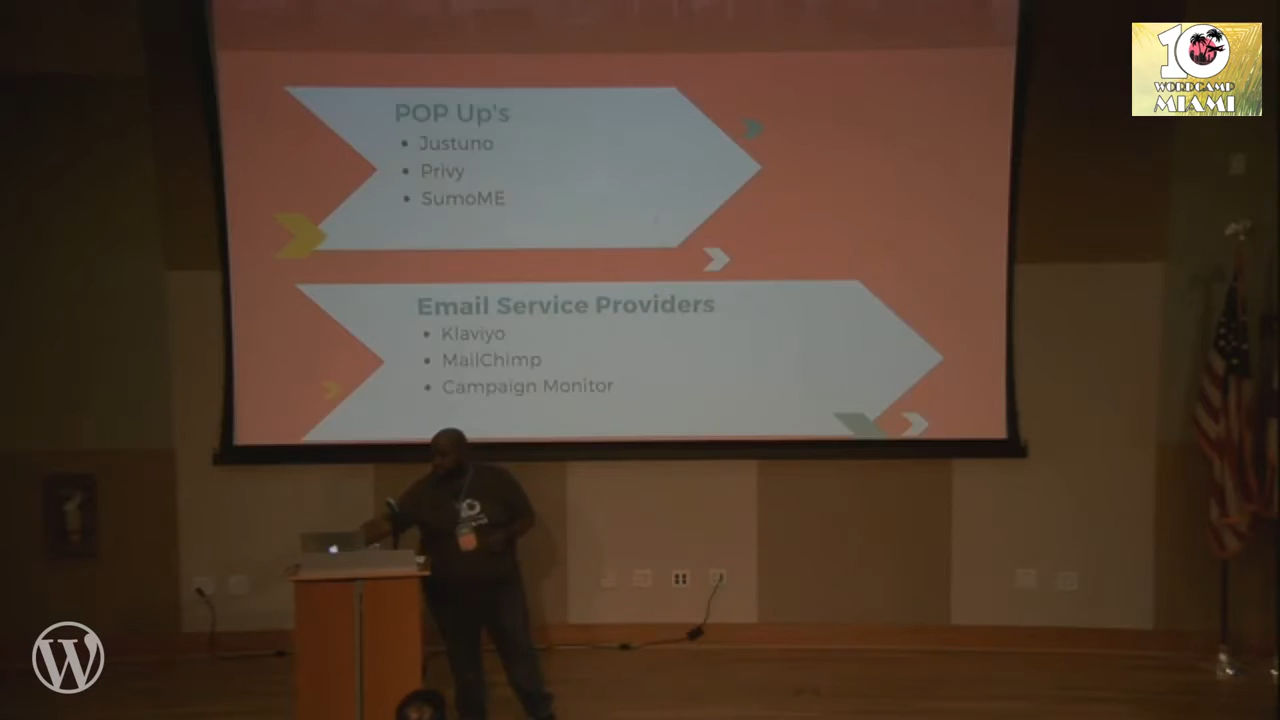 POP Up's
• Justuno
• Privy
• SumoME
Email Service Providers
• Klaviyo
• MailChimp
• Campaign Monitor
10
WORDCAMP
MIAMI